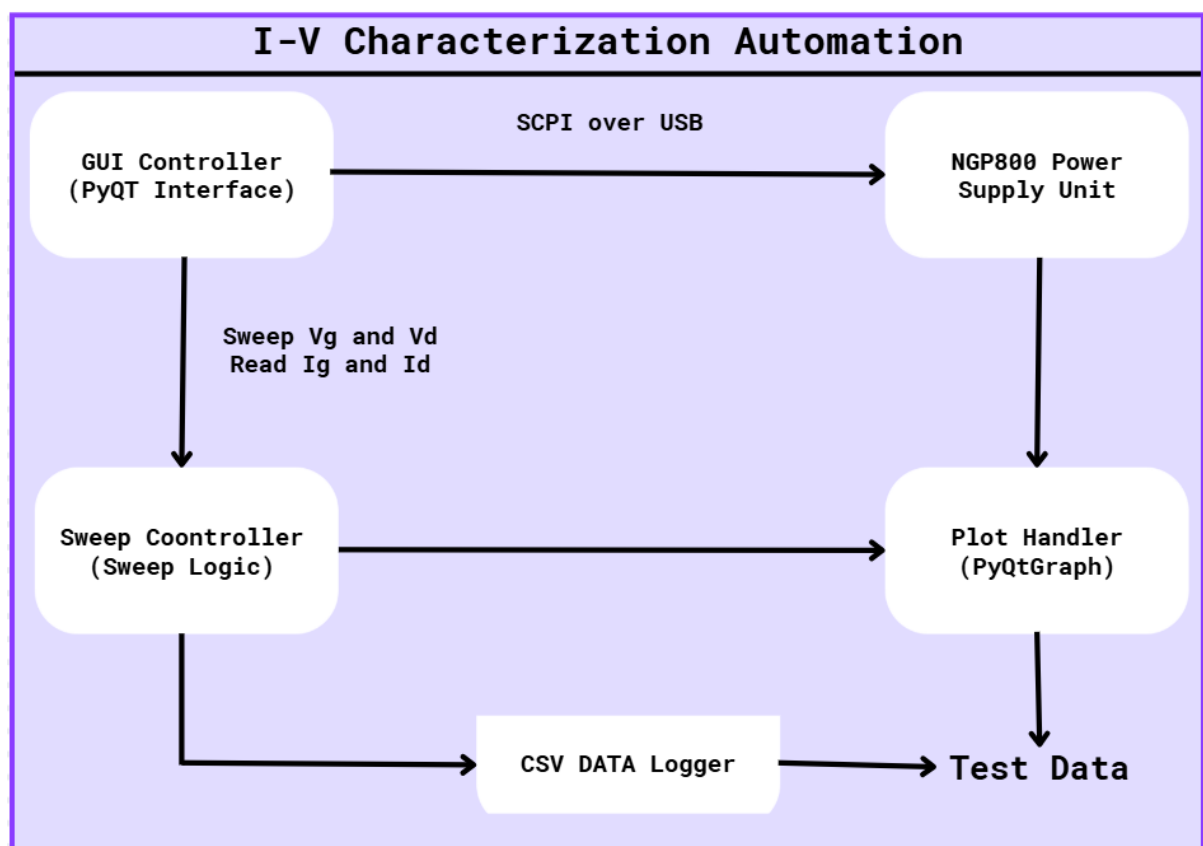 I-V Characterization Automation
SCPI over USB
GUI Controller
(PyQT Interface)
NGP800 Power
Supply Unit
Sweep Vg and Vd
Read Ig and Id
Sweep Coontroller
(Sweep Logic)
Plot Handler
(PyQtGraph)
CSV DATA Logger
Test Data